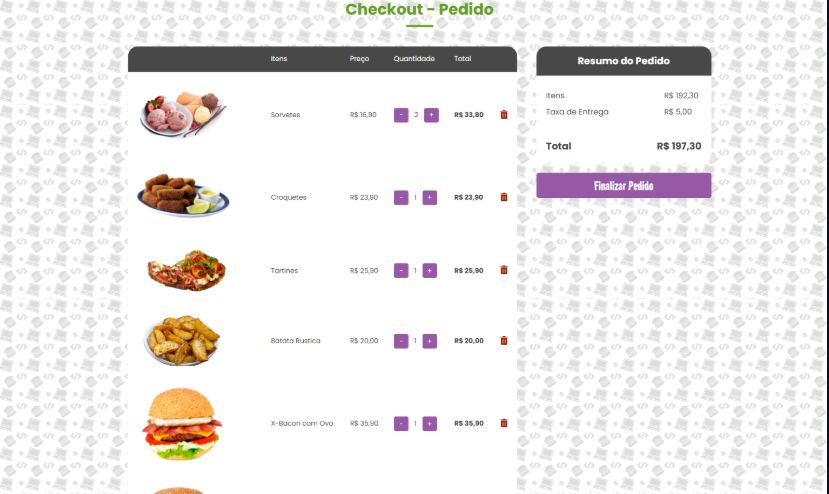 Checkout - Pedido
Itens Preço Quantidade Total
Sorvetes R$ 16,90 - 2 + R$ 33,80
Croquetes R$ 23,90 - 1 + R$ 23,90
Tartines R$ 25,90 - 1 + R$ 25,90
Batata Rustica R$ 20,00 - 1 + R$ 20,00
X-Bacon com Ovo R$ 35,90 - 1 + R$ 35,90
Resumo do Pedido
Itens R$ 192,30
Taxa de Entrega R$ 5,00
Total R$ 197,30
Finalizar Pedido